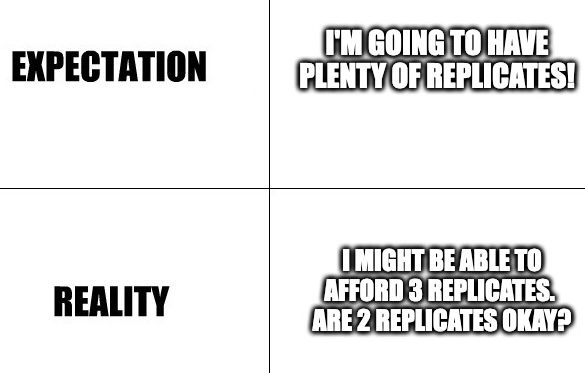 EXPECTATION
I'M GOING TO HAVE
PLENTY OF REPLICATES!
REALITY
I MIGHT BE ABLE TO
AFFORD 3 REPLICATES.
ARE 2 REPLICATES OKAY?